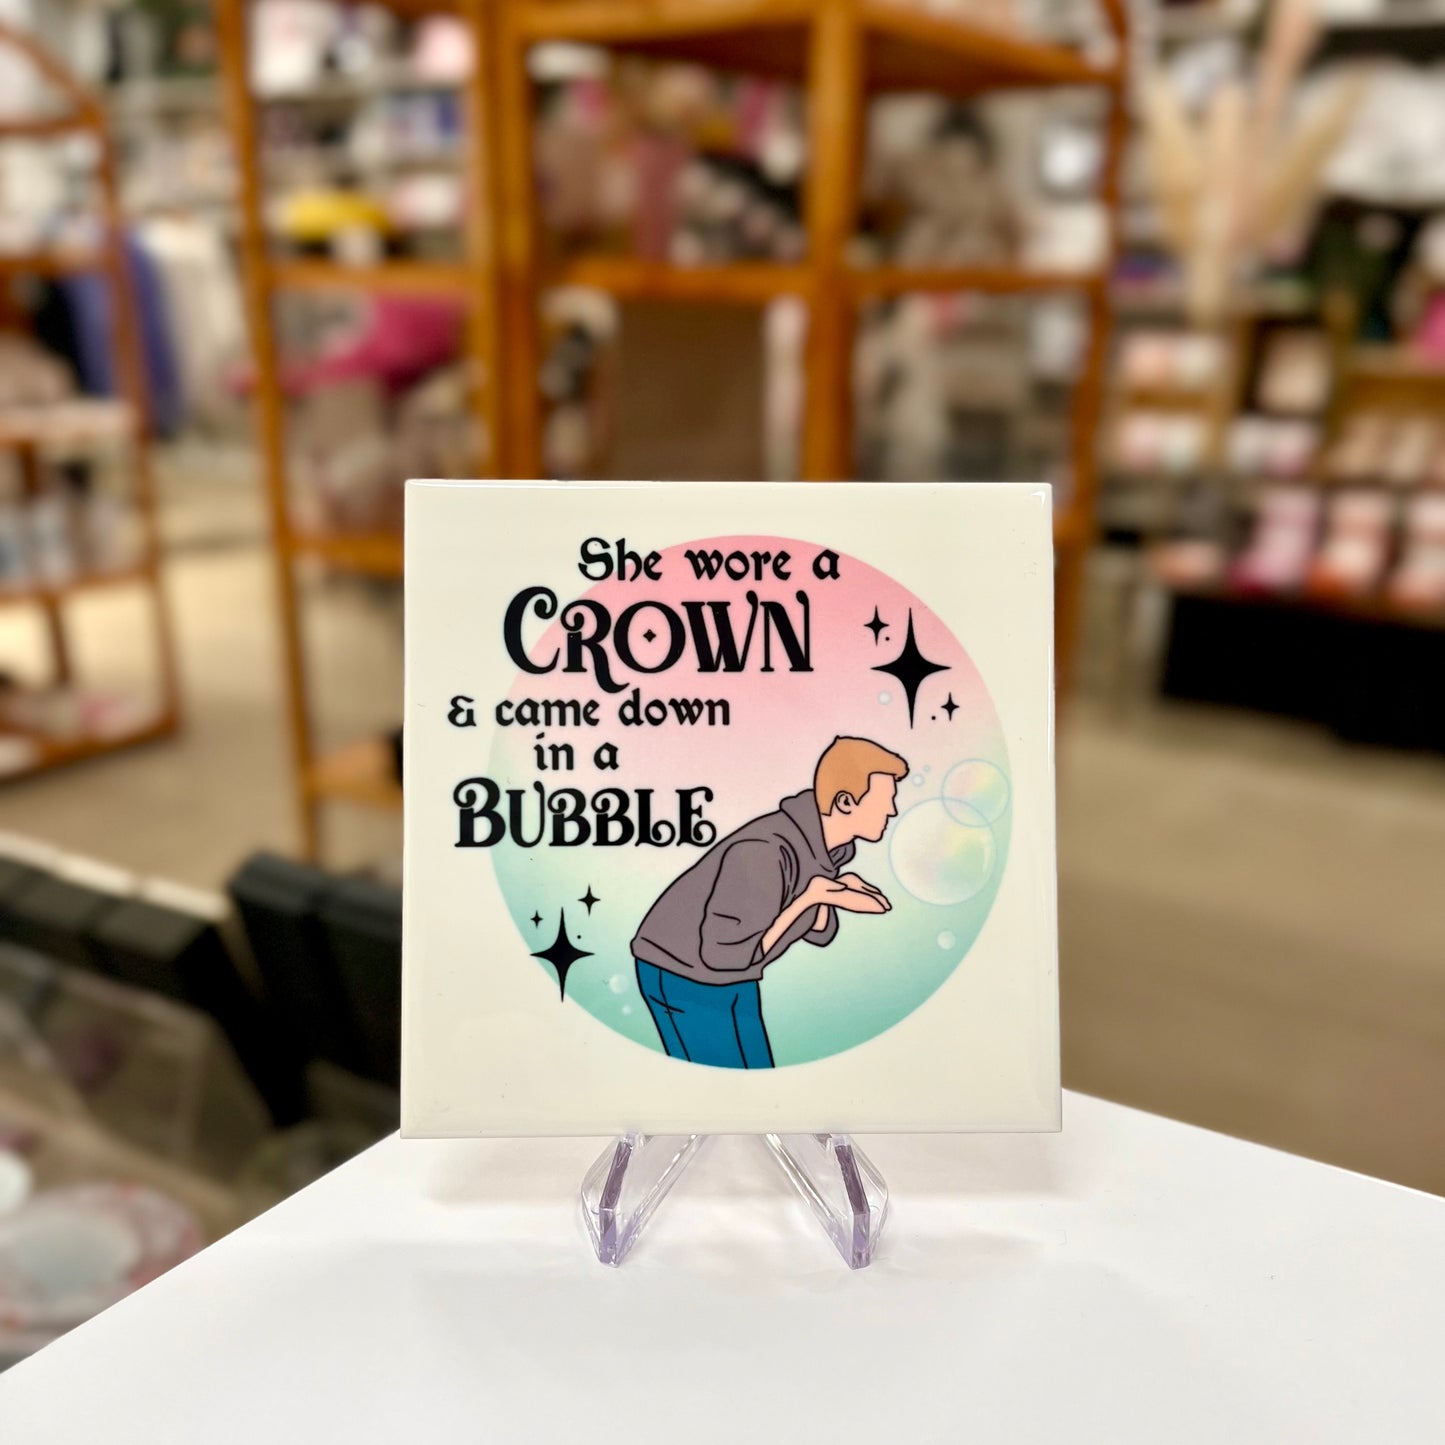 She wore a
CROWN
& came down
in a
BUBBLE